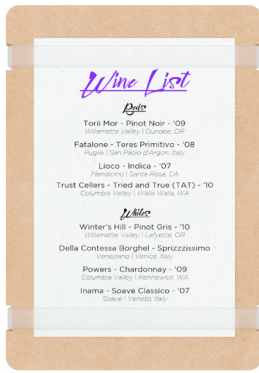 Wine List
Reds
Torii Mor - Pinot Noir - '09
Willamette Valley | Dundee, OR
Fatalone - Teres Primitivo - '08
Puglia | San Paolo d'Argon, Italy
Lioco - Indica - '07
Mendicino | Santa Rosa, CA
Trust Cellars - Tried and True (TAT) - '10
Columbia Valley | Walla Walla, WA
Whites
Winter's Hill - Pinot Gris - '10
Willamette Valley | Lafyette, OR
Della Contessa Borghel - Sprizzzissimo
Veneziano | Venice, Italy
Powers - Chardonnay - '09
Columbia Valley | Kennewick, WA
Inama - Soave Classico - '07
Soave | Veneto, Italy